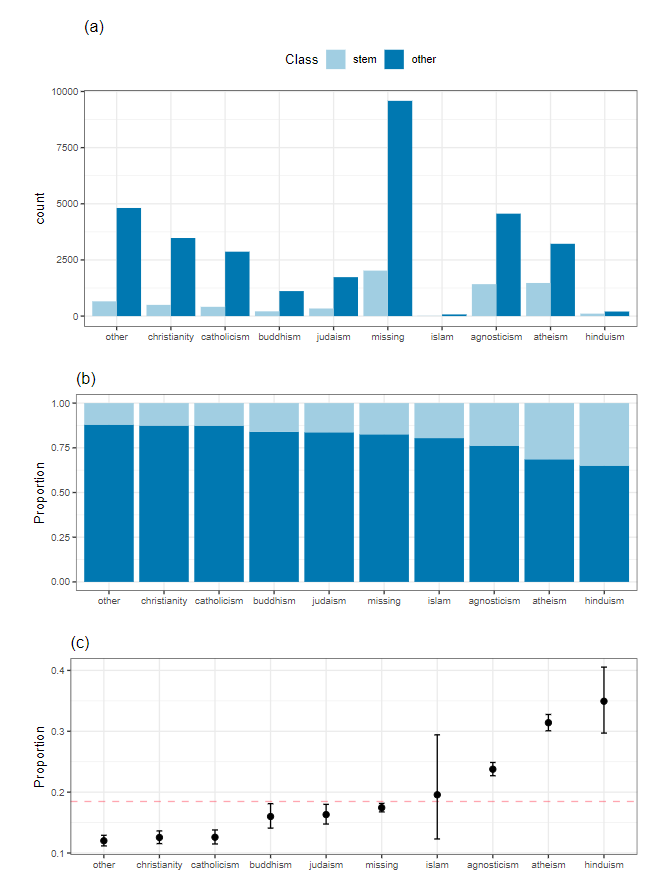 (a)
Class stem other
10000
7500
5000
2500
0
count
other christianity catholicism buddhism judaism missing islam agnosticism atheism hinduism
(b)
1.00
0.75
0.50
0.25
0.00
Proportion
other christianity catholicism buddhism judaism missing islam agnosticism atheism hinduism
(c)
0.4
0.3
0.2
0.1
Proportion
other christianity catholicism buddhism judaism missing islam agnosticism atheism hinduism